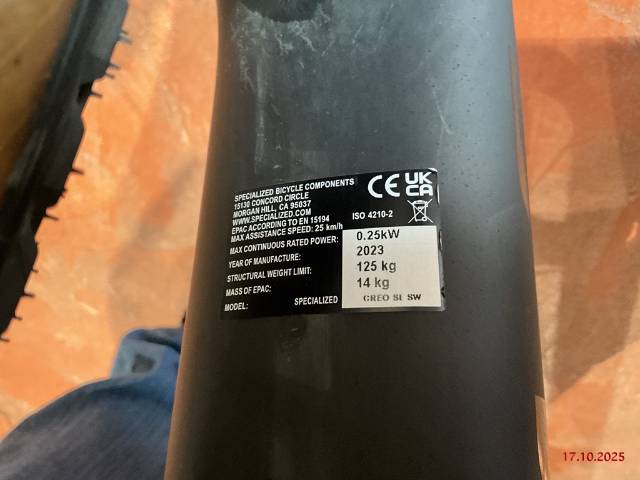 SPECIALIZED BICYCLE COMPONENTS
15130 CONCORD CIRCLE
MORGAN HILL, CA 95037
WWW.SPECIALIZED.COM
EPAC ACCORDING TO EN 15194
MAX ASSISTANCE SPEED: 25 km/h
CE UK CA
ISO 4210-2
MAX CONTINUOUS RATED POWER: 0.25kW
YEAR OF MANUFACTURE: 2023
STRUCTURAL WEIGHT LIMIT: 125 kg
MASS OF EPAC: 14 kg
MODEL: SPECIALIZED CREO SL SW
17.10.2025